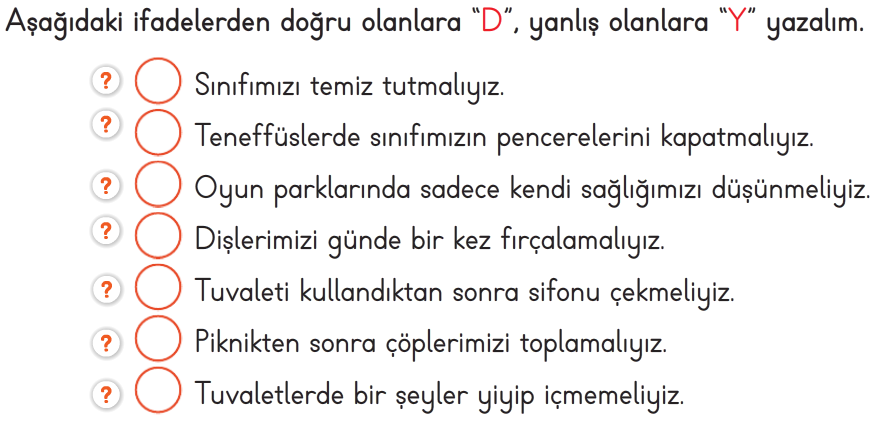 Aşağıdaki ifadelerden doğru olanlara “D”, yanlış olanlara “Y” yazalım.
? Sınıfımızı temiz tutmalıyız.
? Teneffüslerde sınıfımızın pencerelerini kapatmalıyız.
? Oyun parklarında sadece kendi sağlığımızı düşünmeliyiz.
? Dişlerimizi günde bir kez fırçalamalıyız.
? Tuvaleti kullandıktan sonra sifonu çekmeliyiz.
? Piknikten sonra çöplerimizi toplamalıyız.
? Tuvaletlerde bir şeyler yiyip içmemeliyiz.